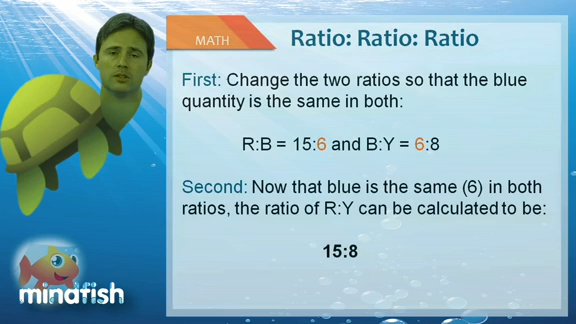 MATH
Ratio: Ratio: Ratio
First: Change the two ratios so that the blue
quantity is the same in both:
R:B = 15:6 and B:Y = 6:8
Second: Now that blue is the same (6) in both
ratios, the ratio of R:Y can be calculated to be:
15:8
minafish